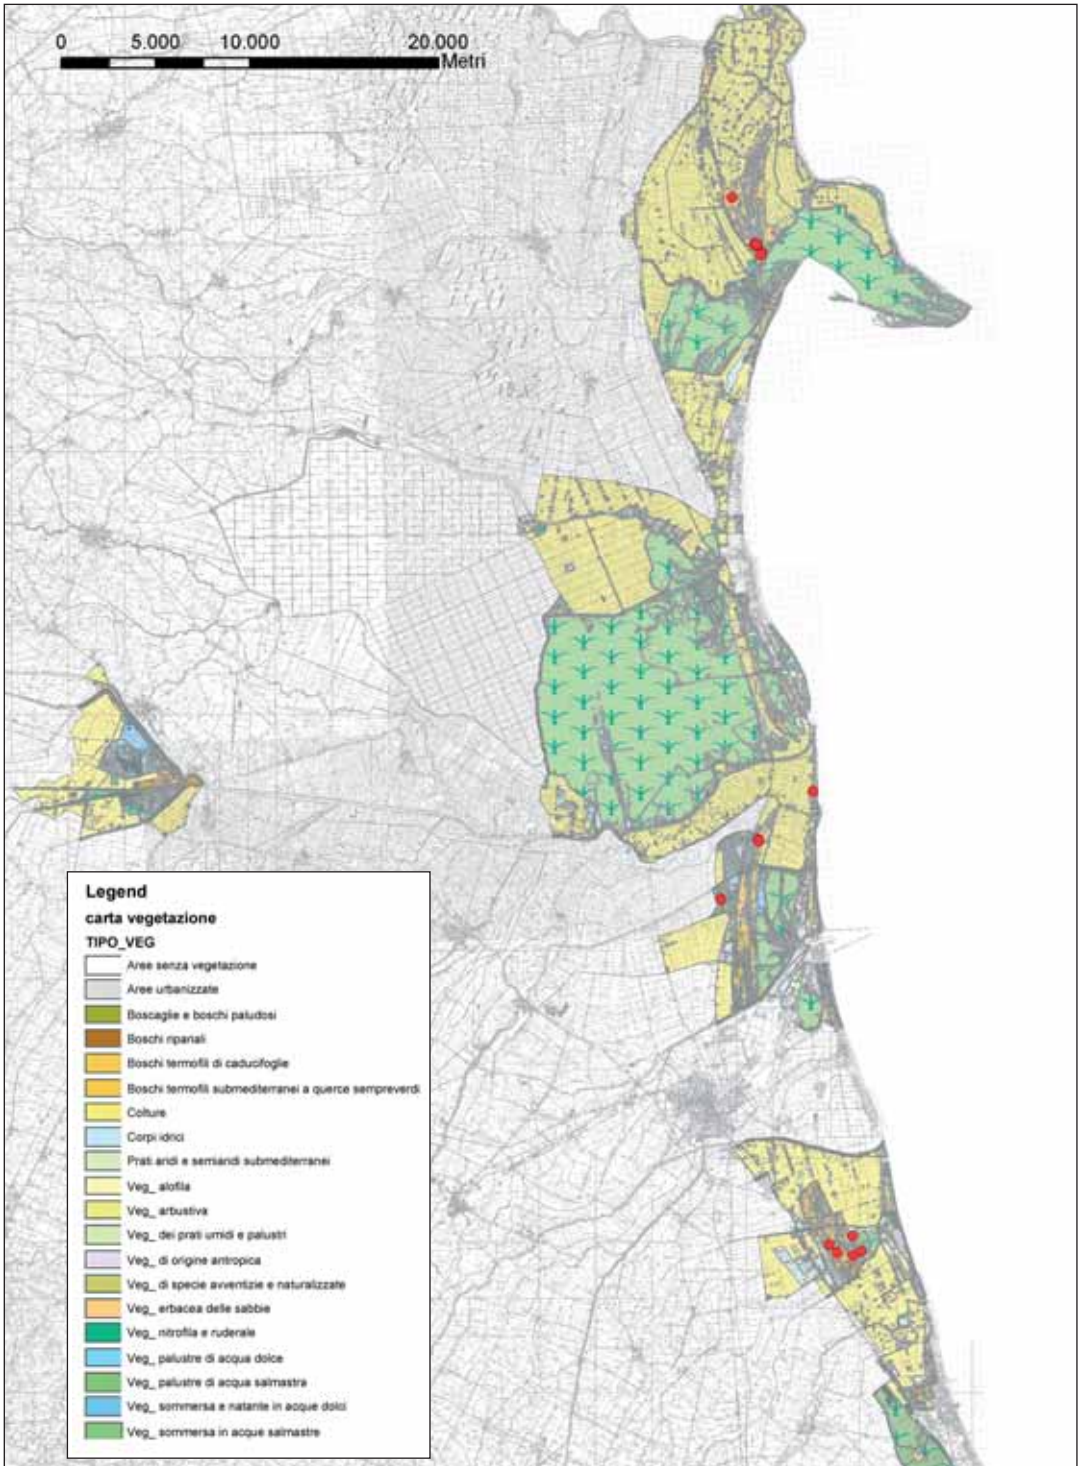 0 5.000 10.000 20.000
Metri
Legend
carta vegetazione
TIPO_VEG
Aree senza vegetazione
Aree urbanizzate
Boscaglie e boschi paludosi
Boschi ripariali
Boschi termofili di caducifoglie
Boschi termofili submediterranei a querce sempreverdi
Colture
Corpi idrici
Prati aridi e semiaridi submediterranei
Veg_ alofila
Veg_ arbustiva
Veg_ dei prati umidi e palustri
Veg_ di origine antropica
Veg_ di specie avventizie e naturalizzate
Veg_ erbacea delle sabbie
Veg_ nitrofila e ruderale
Veg_ palustre di acqua dolce
Veg_ palustre di acqua salmastra
Veg_ sommersa e natante in acque dolci
Veg_ sommersa in acque salmastre